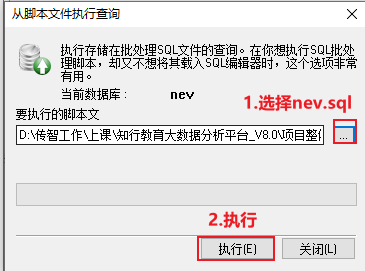 从脚本文件执行查询
执行存储在批处理SQL文件的查询。在你想执行SQL批处
理脚本，却又不想将其载入SQL编辑器时，这个选项非常
有用。
当前数据库： nev
1.选择nev.sql
要执行的脚本文
D:\传智工作\上课\知行教育大数据分析平台_V8.0\项目整
...
2.执行
执行(E)
关闭(L)